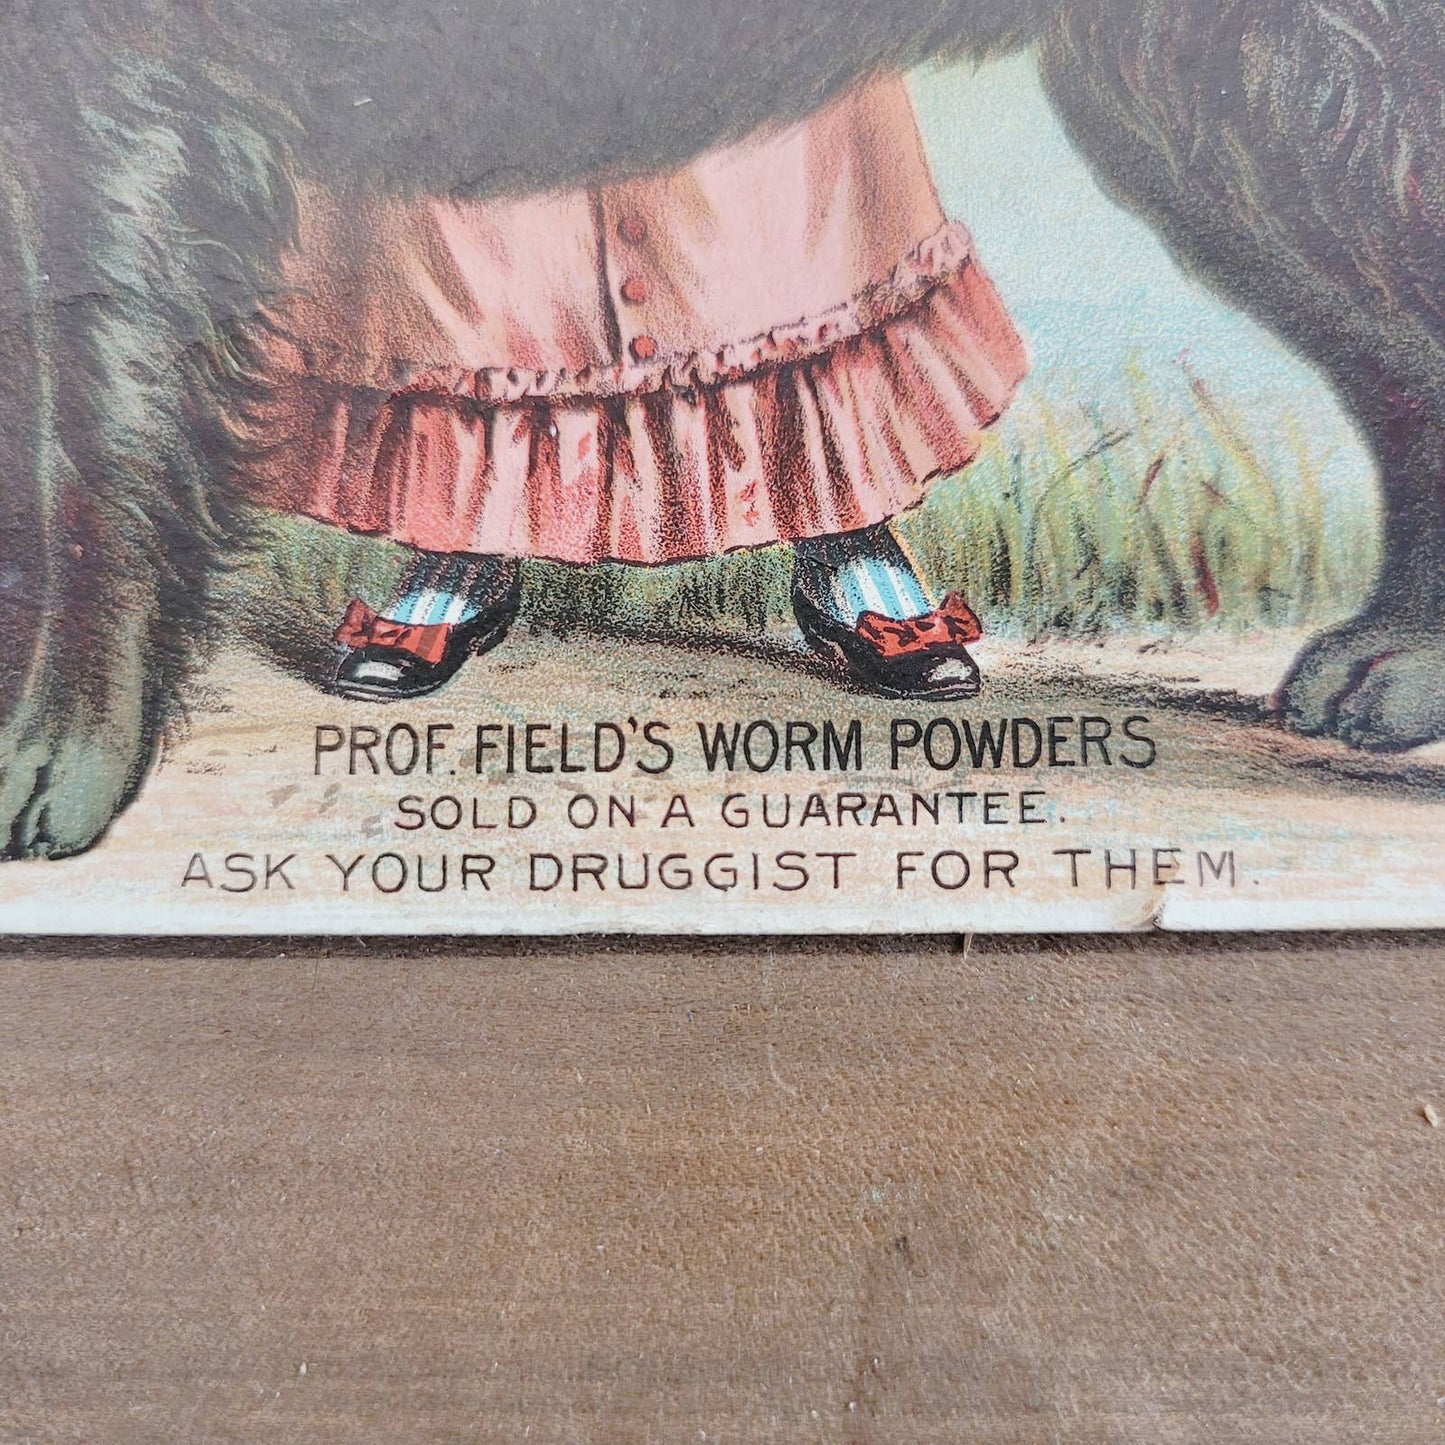 PROF. FIELD'S WORM POWDERS
SOLD ON A GUARANTEE.
ASK YOUR DRUGGIST FOR THEM.